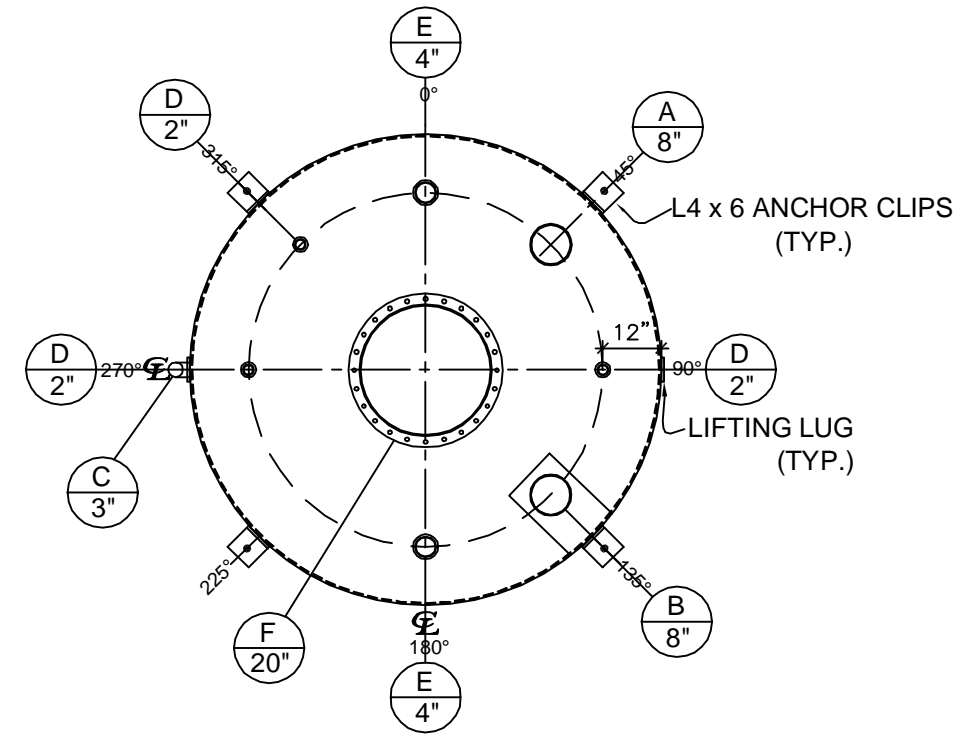 E
4"
0°
D
2"
315°
A
8"
45°
L4 x 6 ANCHOR CLIPS
(TYP.)
12”
D
2"
270°
℄
90°
D
2"
LIFTING LUG
(TYP.)
C
3"
225°
135°
B
8"
F
20"
℄
180°
E
4"